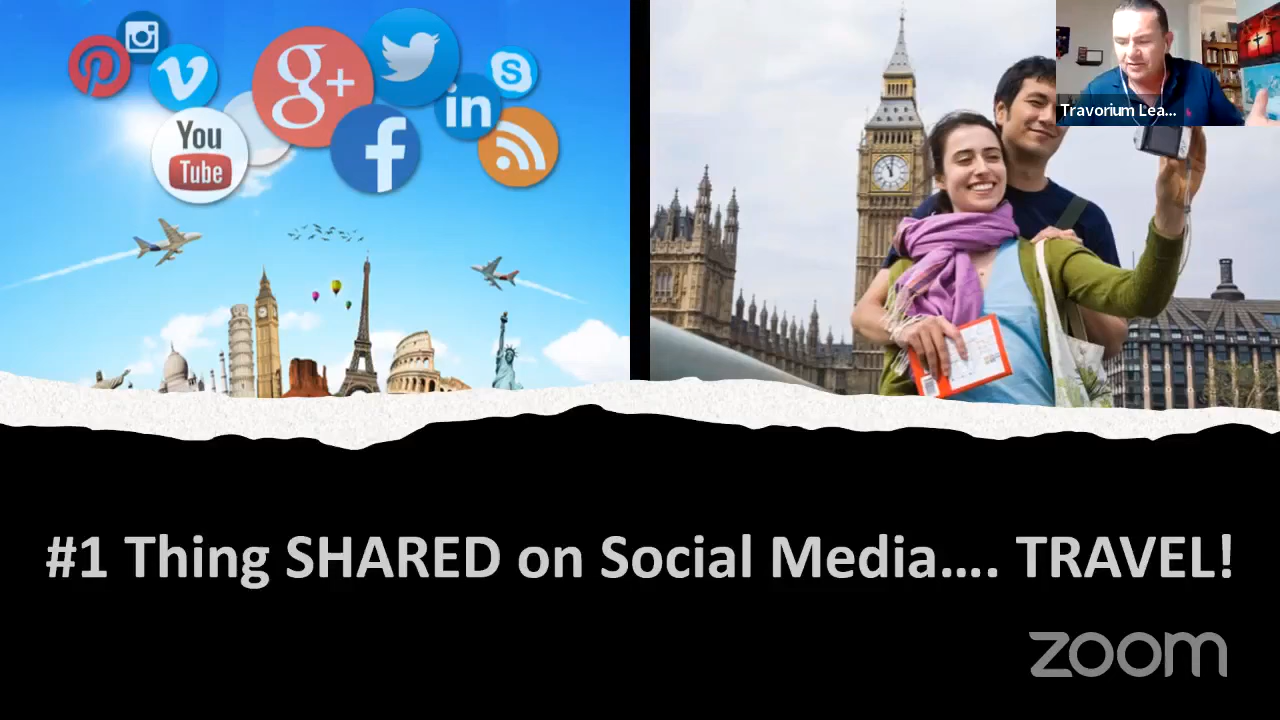 g+
You
Tube
f
in
S
Travorium Lea...
#1 Thing SHARED on Social Media.... TRAVEL!
zoom